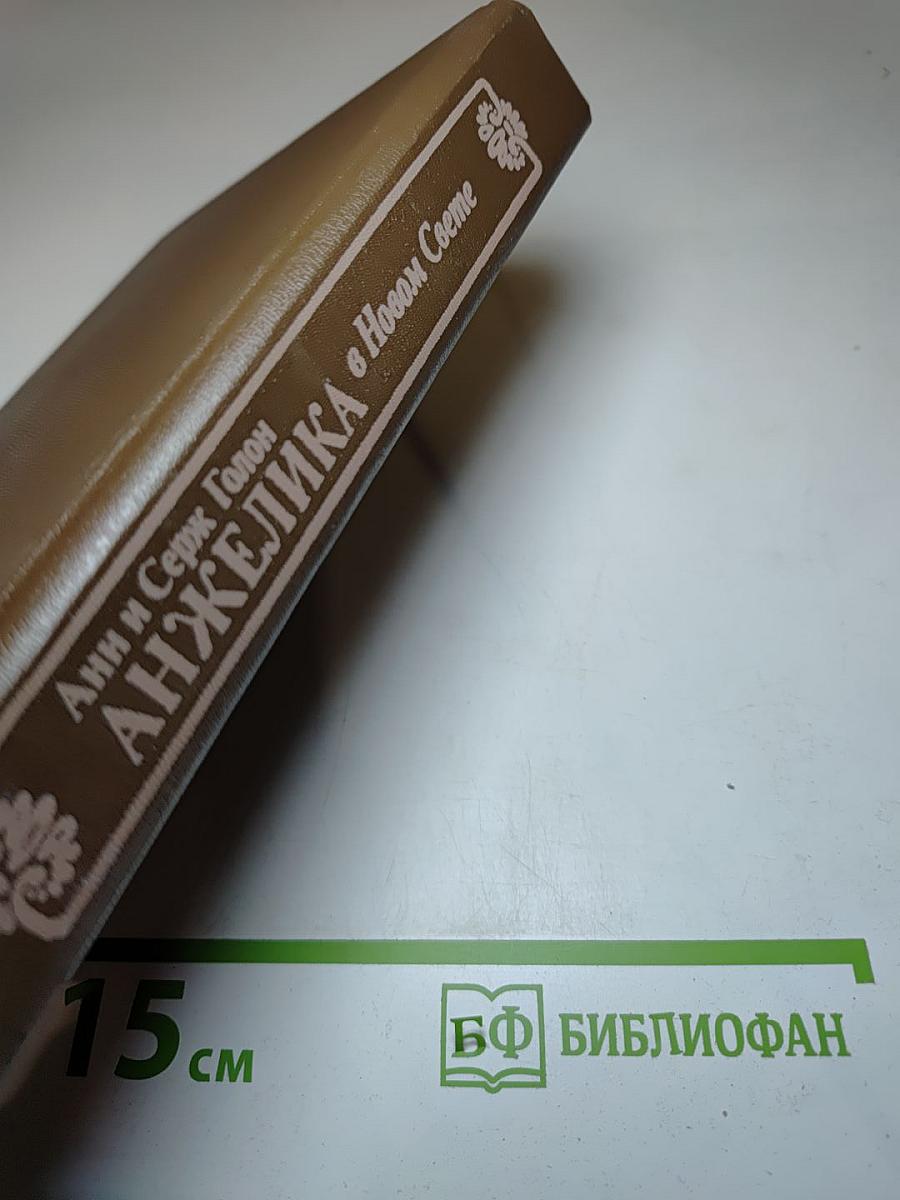 Анн и Серж Голон
АНЖЕЛИКА в Новом Свете
15 см
БФ БИБЛИОФАН